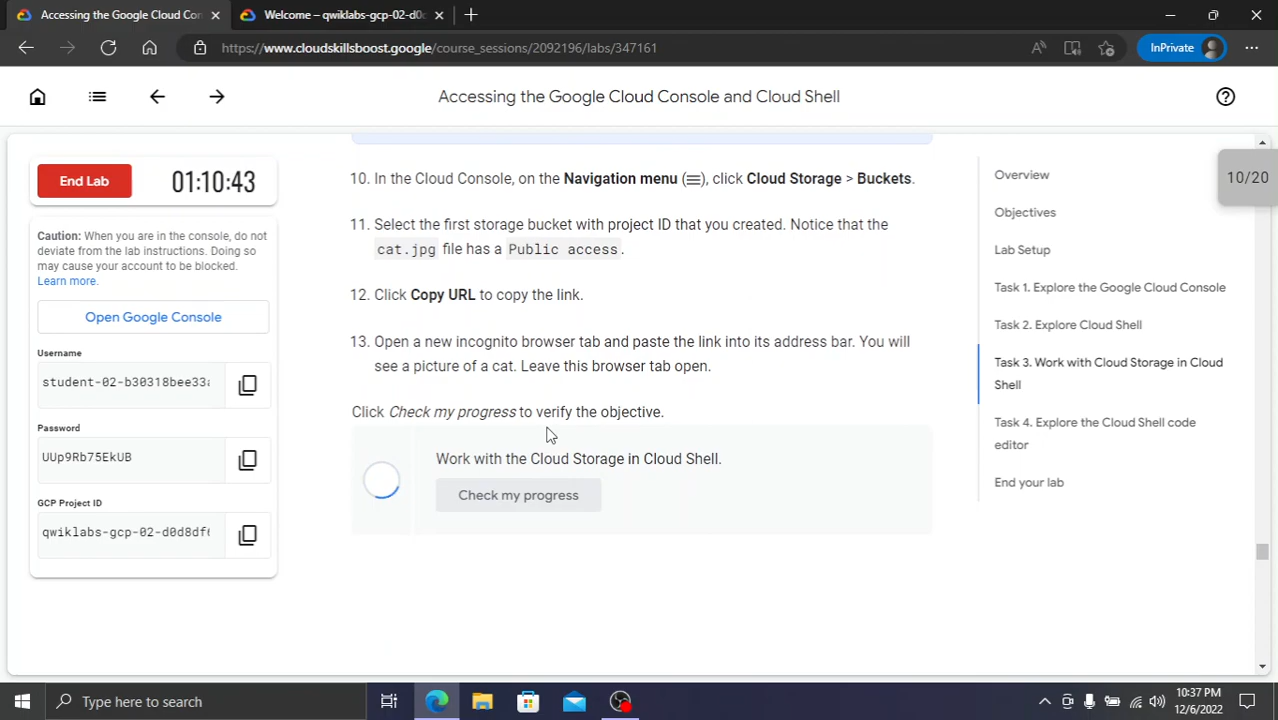 Accessing the Google Cloud Con
Welcome – qwiklabs-gcp-02-d0d
https://www.cloudskillsboost.google/course_sessions/2092196/labs/347161
InPrivate
Accessing the Google Cloud Console and Cloud Shell
End Lab
01:10:43
Caution: When you are in the console, do not
deviate from the lab instructions. Doing so
may cause your account to be blocked.
Learn more.
Open Google Console
Username
student-02-b30318bee33
Password
UUp9Rb75EkUB
GCP Project ID
qwiklabs-gcp-02-d0d8df
10. In the Cloud Console, on the Navigation menu (☰), click Cloud Storage > Buckets.
11. Select the first storage bucket with project ID that you created. Notice that the
cat.jpg file has a Public access.
12. Click Copy URL to copy the link.
13. Open a new incognito browser tab and paste the link into its address bar. You will
see a picture of a cat. Leave this browser tab open.
Click Check my progress to verify the objective.
Work with the Cloud Storage in Cloud Shell.
Check my progress
Overview
Objectives
Lab Setup
Task 1. Explore the Google Cloud Console
Task 2. Explore Cloud Shell
Task 3. Work with Cloud Storage in Cloud
Shell
Task 4. Explore the Cloud Shell code
editor
End your lab
10/20
Type here to search
10:37 PM
12/6/2022